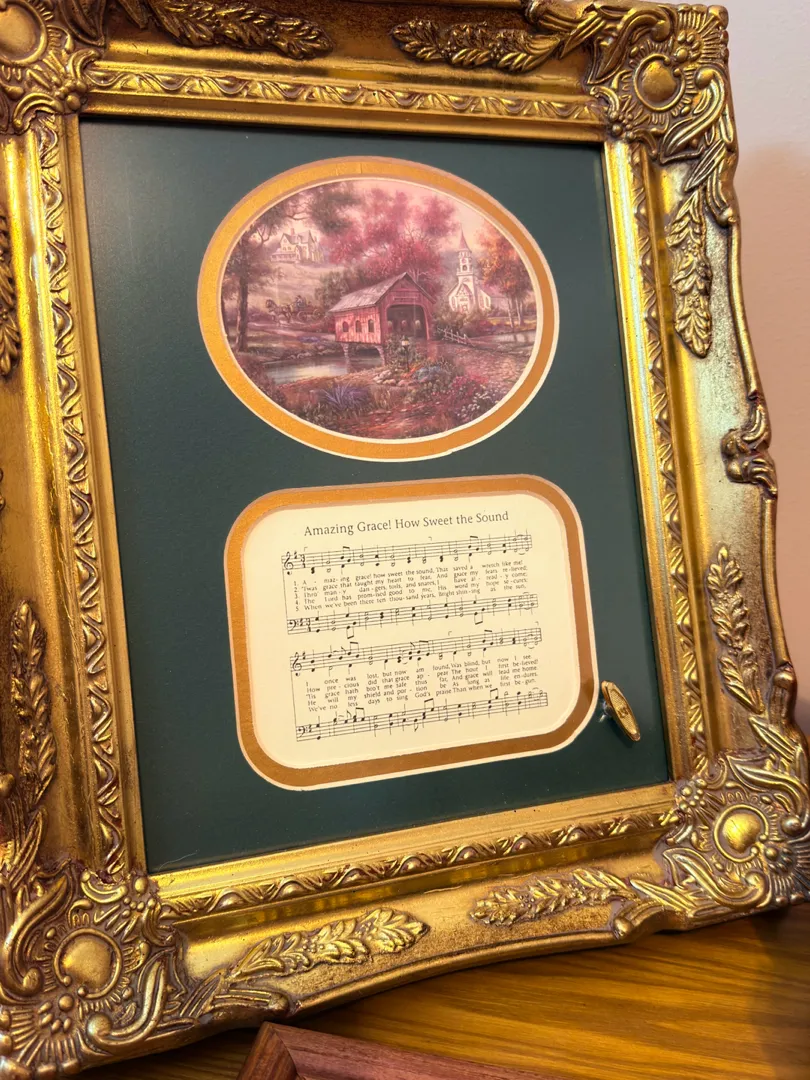 Amazing Grace! How Sweet the Sound
1. A - maz - ing grace! how sweet the sound, That saved a wretch like me!
2. 'Twas grace that taught my heart to fear, And grace my fears re - lieved;
3. Thro' man - y dan - gers, toils, and snares, I have al - read - y come;
4. The Lord has prom - ised good to me, His word my hope se - cures;
5. When we've been there ten thou - sand years, Bright shin - ing as the sun,
I once was lost, but now am found, Was blind, but now I see.
How pre - cious did that grace ap - pear The hour I first be - lieved!
'Tis grace hath bro't me safe thus far, And grace will lead me home.
He will my shield and por - tion be As long as life en - dures.
We've no less days to sing God's praise Than when we first be - gun.